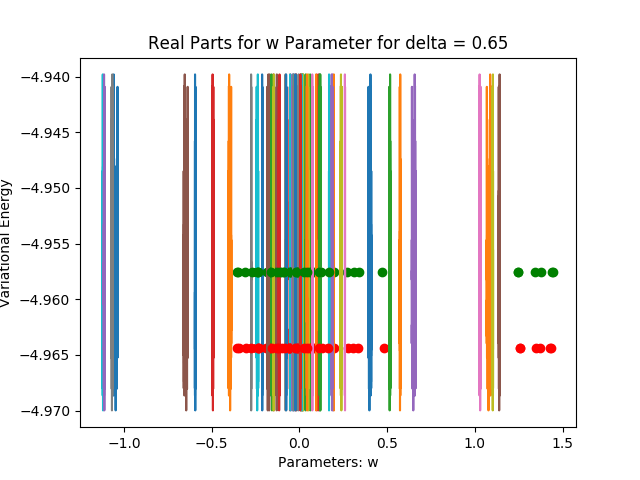 Real Parts for w Parameter for delta = 0.65
Variational Energy
−4.940
−4.945
−4.950
−4.955
−4.960
−4.965
−4.970
−1.0 −0.5 0.0 0.5 1.0 1.5
Parameters: w